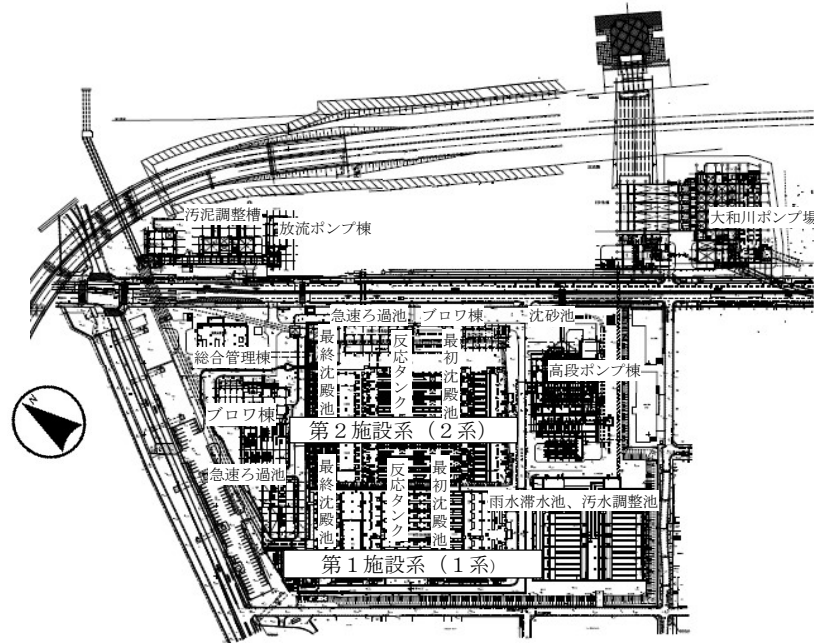 汚泥調整槽
放流ポンプ棟
大和川ポンプ場
急速ろ過池
ブロワ棟
沈砂池
総合管理棟
最終沈殿池
反応タンク
最初沈殿池
高段ポンプ棟
ブロワ棟
第２施設系（２系）
急速ろ過池
最終沈殿池
反応タンク
最初沈殿池
雨水滞水池、汚水調整池
第１施設系（１系）
N